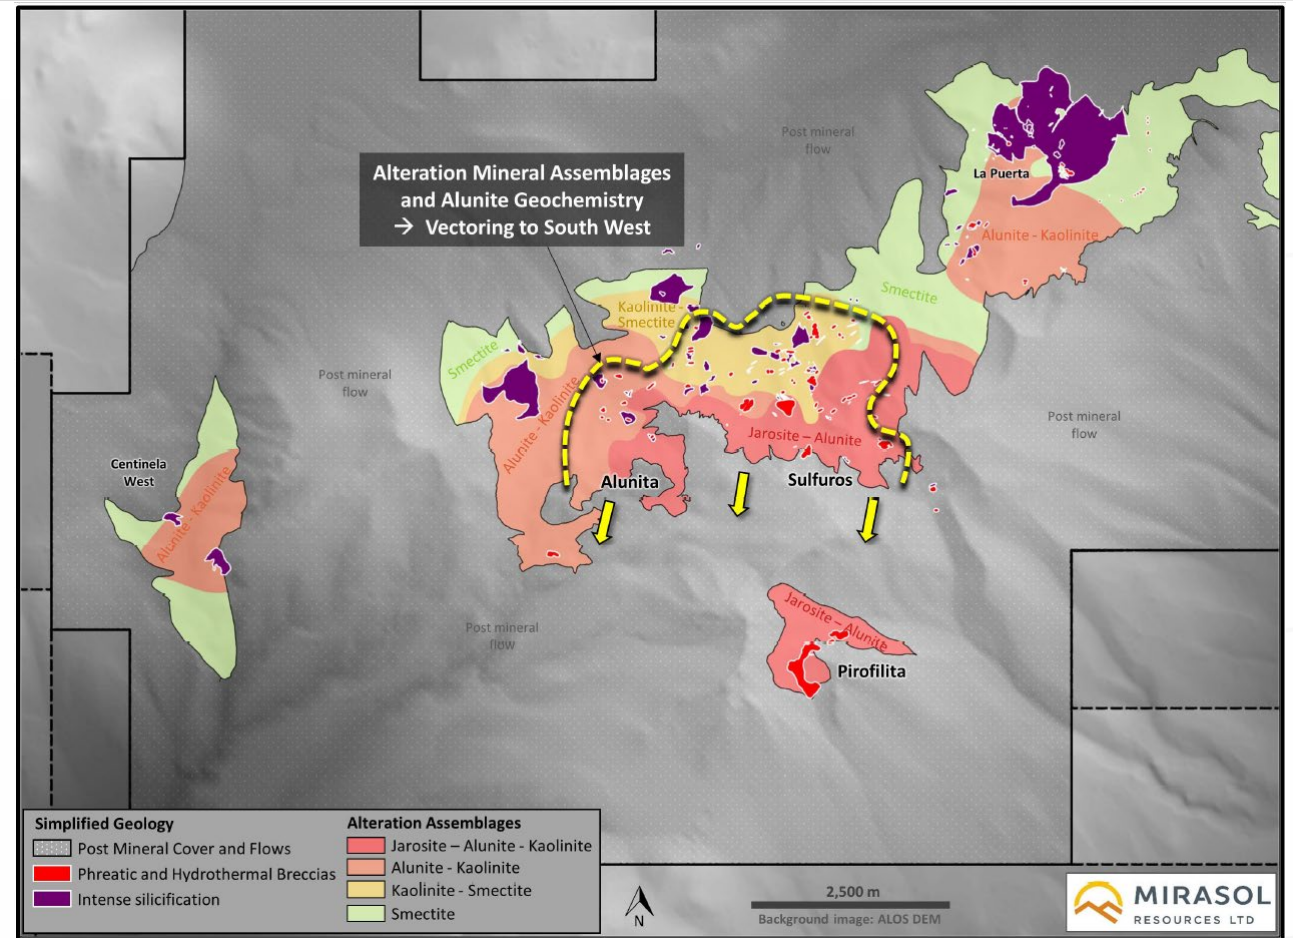 Post mineral
flow
La Puerta
Alteration Mineral Assemblages
and Alunite Geochemistry
→ Vectoring to South West
Alunite - Kaolinite
Smectite
Kaolinite -
Smectite
Smectite
Post mineral
flow
Alunite - Kaolinite
Post mineral
flow
Jarosite – Alunite
Centinela
West
Alunite - Kaolinite
Alunita
Sulfuros
Jarosite – Alunite
Post mineral
flow
Pirofilita
Simplified Geology
Post Mineral Cover and Flows
Phreatic and Hydrothermal Breccias
Intense silicification
Alteration Assemblages
Jarosite – Alunite - Kaolinite
Alunite - Kaolinite
Kaolinite - Smectite
Smectite
N
2,500 m
Background image: ALOS DEM
MIRASOL
RESOURCES LTD